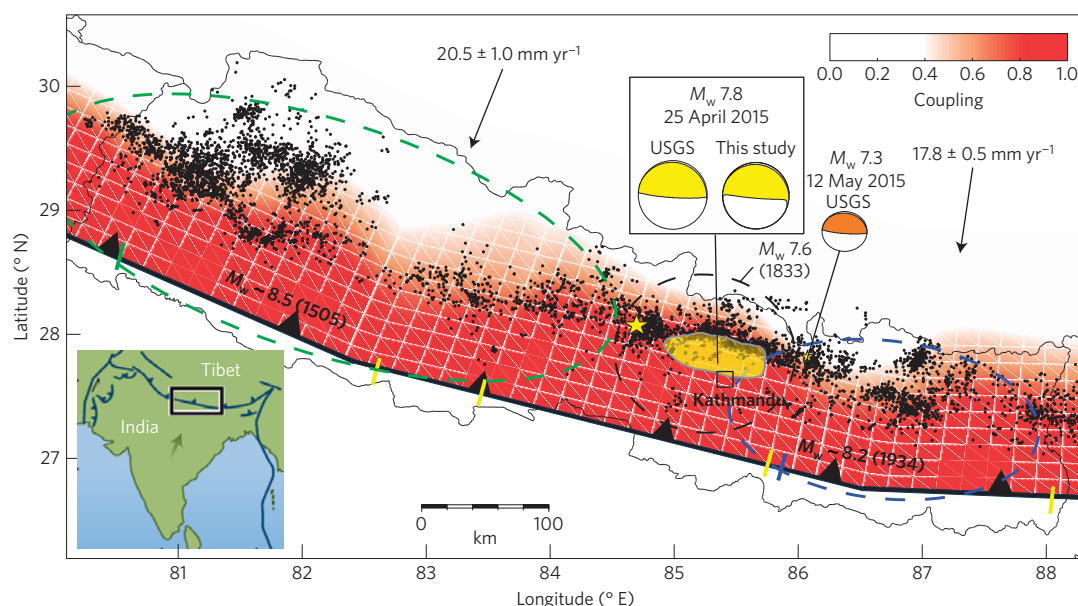 20.5 ± 1.0 mm yr⁻¹
0.0 0.2 0.4 0.6 0.8 1.0
Coupling
Mw 7.8
25 April 2015
USGS This study
Mw 7.3
12 May 2015
USGS
17.8 ± 0.5 mm yr⁻¹
Mw 7.6
(1833)
Mw ~ 8.5 (1505)
Kathmandu
Mw ~ 8.2 (1934)
Tibet
India
0 100
km
30
29
28
27
Latitude (° N)
81 82 83 84 85 86 87 88
Longitude (° E)